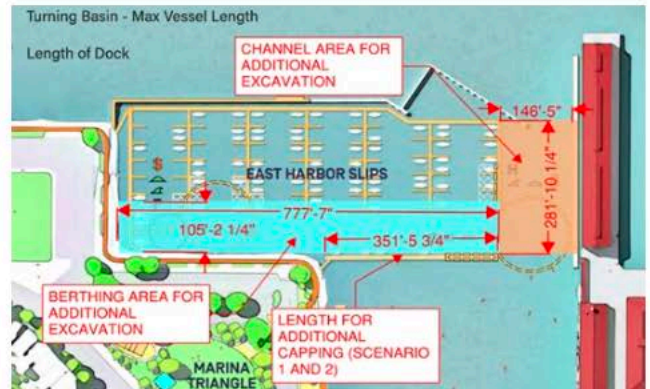 Turning Basin - Max Vessel Length
Length of Dock
CHANNEL AREA FOR
ADDITIONAL
EXCAVATION
146'-5"
281'-10 1/4"
EAST HARBOR SLIPS
777'-7"
105'-2 1/4"
351'-5 3/4"
BERTHING AREA FOR
ADDITIONAL
EXCAVATION
LENGTH FOR
ADDITIONAL
CAPPING (SCENARIO
1 AND 2)
MARINA
TRIANGLE